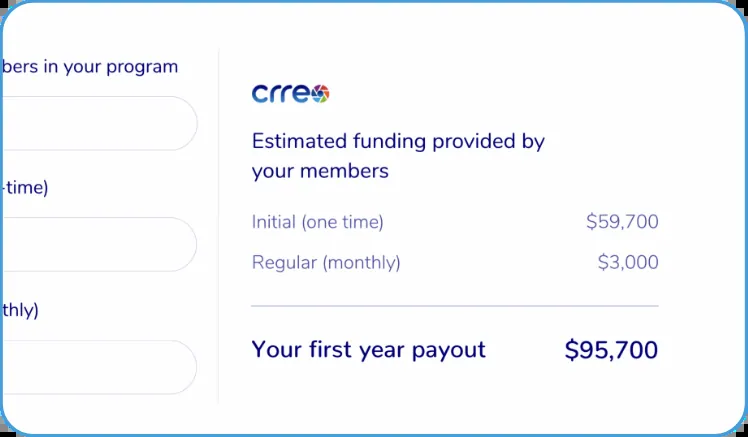 bers in your program
-time)
thly)
crreo
Estimated funding provided by
your members
Initial (one time) $59,700
Regular (monthly) $3,000
Your first year payout $95,700